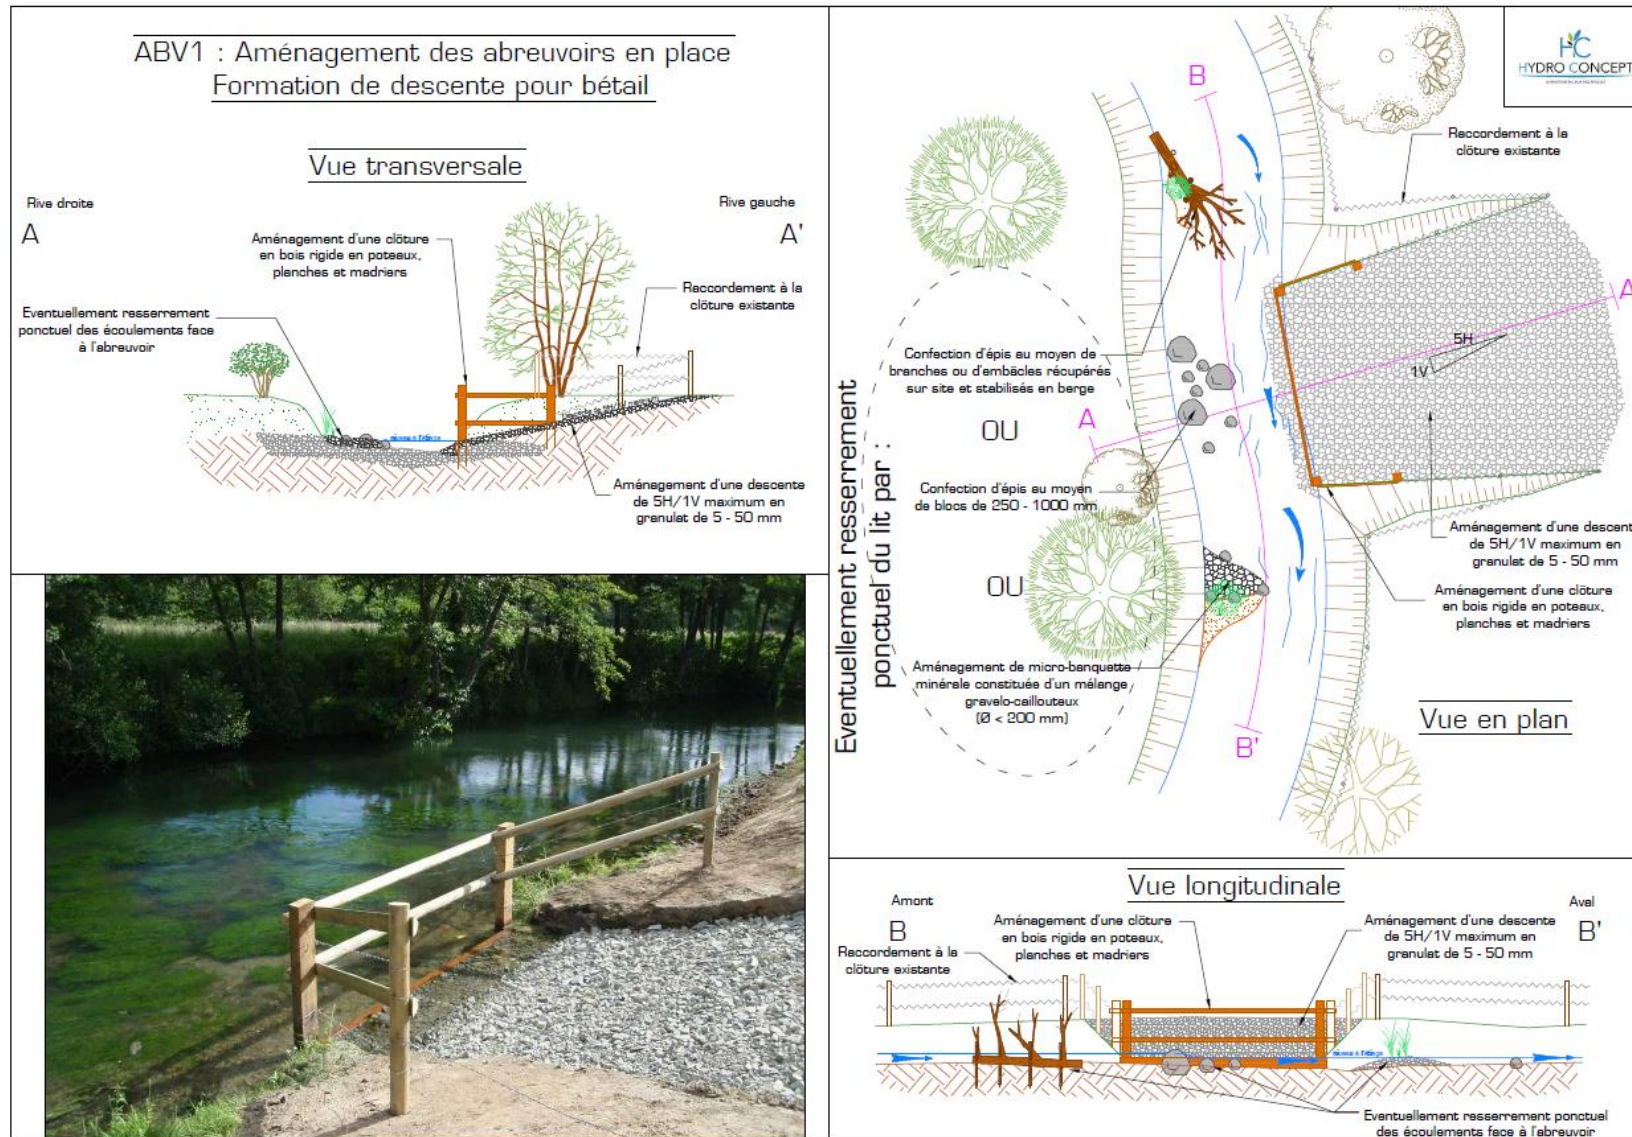 ABV1 : Aménagement des abreuvoirs en place
Formation de descente pour bétail
Vue transversale
Rive droite
A
Rive gauche
A'
Aménagement d'une clôture
en bois rigide en poteaux,
planches et madriers
Raccordement à la
clôture existante
Eventuellement resserrement
ponctuel des écoulements face
à l'abreuvoir
niveau à l'étiage
Aménagement d'une descente
de 5H/1V maximum en
granulat de 5 - 50 mm
HC
HYDRO CONCEPT
B
Raccordement à la
clôture existante
A
5H
1V
Eventuellement resserrement
ponctuel du lit par :
Confection d'épis au moyen de
branches ou d'embâcles récupérés
sur site et stabilisés en berge
OU
A
Confection d'épis au moyen
de blocs de 250 - 1000 mm
OU
Aménagement d'une descent
de 5H/1V maximum en
granulat de 5 - 50 mm
Aménagement d'une clôture
en bois rigide en poteaux,
planches et madriers
Aménagement de micro-banquette
minérale constituée d'un mélange
gravelo-caillouteux
(Ø < 200 mm)
B'
Vue en plan
Vue longitudinale
Amont
B
Aval
B'
Aménagement d'une clôture
en bois rigide en poteaux,
planches et madriers
Aménagement d'une descente
de 5H/1V maximum en
granulat de 5 - 50 mm
Raccordement à la
clôture existante
niveau à l'étiage
Eventuellement resserrement ponctuel
des écoulements face à l'abreuvoir